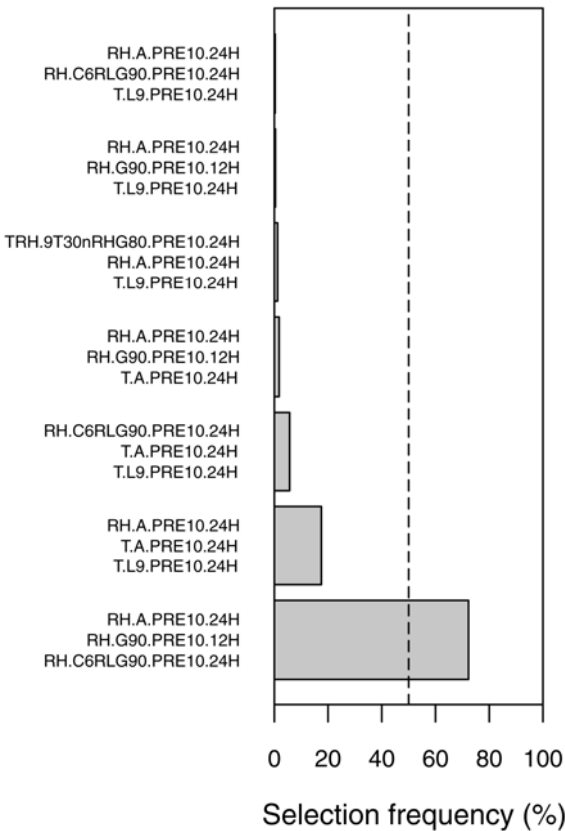 RH.A.PRE10.24H
RH.C6RLG90.PRE10.24H
T.L9.PRE10.24H
RH.A.PRE10.24H
RH.G90.PRE10.12H
T.L9.PRE10.24H
TRH.9T30nRHG80.PRE10.24H
RH.A.PRE10.24H
T.L9.PRE10.24H
RH.A.PRE10.24H
RH.G90.PRE10.12H
T.A.PRE10.24H
RH.C6RLG90.PRE10.24H
T.A.PRE10.24H
T.L9.PRE10.24H
RH.A.PRE10.24H
T.A.PRE10.24H
T.L9.PRE10.24H
RH.A.PRE10.24H
RH.G90.PRE10.12H
RH.C6RLG90.PRE10.24H
0 20 40 60 80 100
Selection frequency (%)